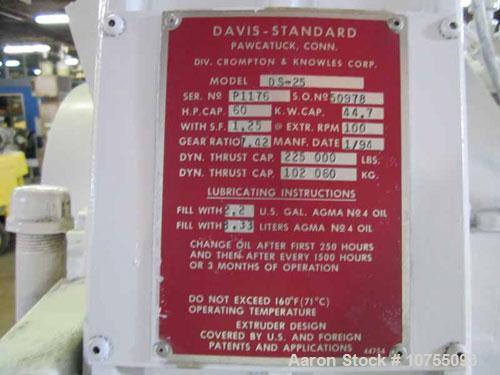 DAVIS-STANDARD
PAWCATUCK, CONN.
DIV. CROMPTON & KNOWLES CORP.
MODEL DS-25
SER. Nº P1176 S.O.Nº 50978
H.P.CAP. 60 K.W.CAP. 44.7
WITH S.F. 1.25 @ EXTR. RPM 100
GEAR RATIO 7.42 MANF. DATE 1/94
DYN. THRUST CAP. 225 000 LBS.
DYN. THRUST CAP. 102 060 KG.
LUBRICATING INSTRUCTIONS
FILL WITH 2.2 U.S. GAL. AGMA Nº4 OIL
FILL WITH 8.33 LITERS AGMA Nº4 OIL
CHANGE OIL AFTER FIRST 250 HOURS
AND THEN AFTER EVERY 1500 HOURS
OR 3 MONTHS OF OPERATION
DO NOT EXCEED 160°F (71°C)
OPERATING TEMPERATURE
EXTRUDER DESIGN
COVERED BY U.S. AND FOREIGN
PATENTS AND APPLICATIONS 44754
Aaron Stock # 10755093